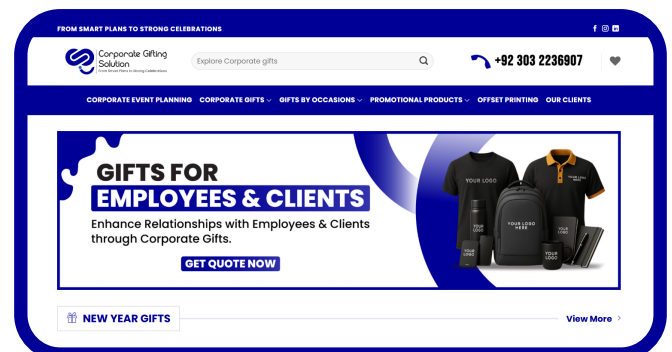 FROM SMART PLANS TO STRONG CELEBRATIONS
Corporate Gifting
Solution
From Smart Plans to Strong Celebrations
Explore Corporate gifts
+92 303 2236907
CORPORATE EVENT PLANNING CORPORATE GIFTS GIFTS BY OCCASIONS PROMOTIONAL PRODUCTS OFFSET PRINTING OUR CLIENTS
GIFTS FOR
EMPLOYEES & CLIENTS
Enhance Relationships with Employees & Clients
through Corporate Gifts.
GET QUOTE NOW
YOUR LOGO
YOUR LOGO
HERE
YOUR LOGO
HERE
YOUR
LOGO
YOUR
LOGO
YOUR
LOGO
YOUR
LOGO
NEW YEAR GIFTS
View More